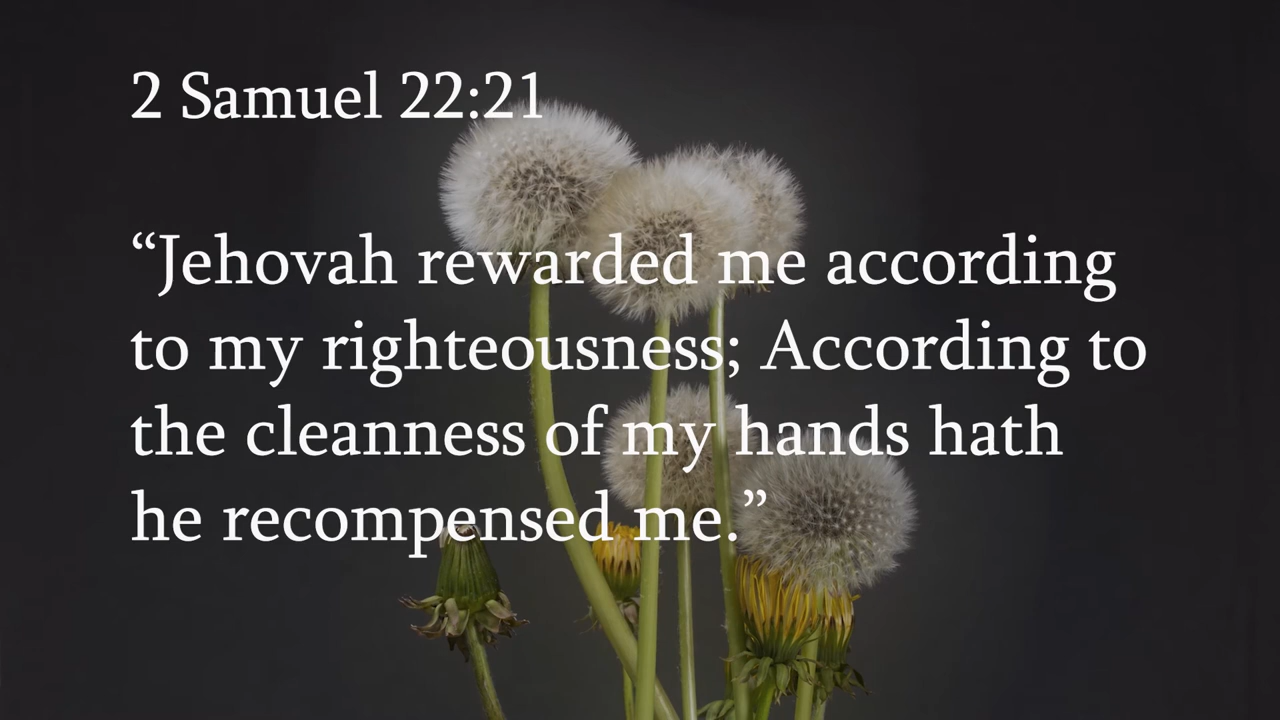 2 Samuel 22:21
“Jehovah rewarded me according
to my righteousness; According to
the cleanness of my hands hath
he recompensed me.”